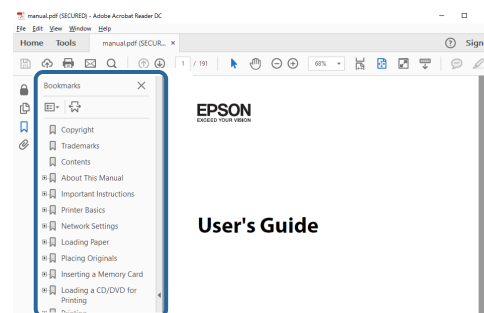 manual.pdf (SECURED) - Adobe Acrobat Reader DC
File Edit View Window Help
Home Tools manual.pdf (SECUR... ×
Sign
1 / 191 68%
Bookmarks
Copyright
Trademarks
Contents
About This Manual
Important Instructions
Printer Basics
Network Settings
Loading Paper
Placing Originals
Inserting a Memory Card
Loading a CD/DVD for
Printing
Printing
EPSON
EXCEED YOUR VISION
User's Guide